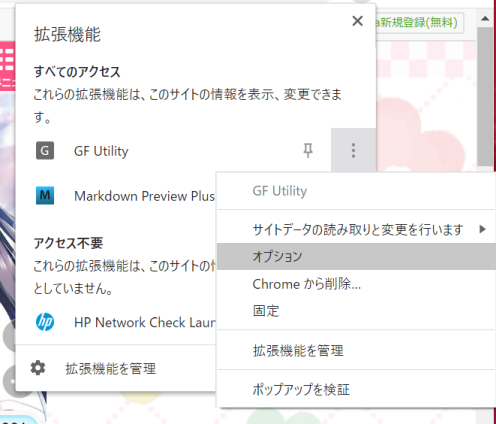 a新規登録(無料)
拡張機能
すべてのアクセス
これらの拡張機能は、このサイトの情報を表示、変更できま
す。
G GF Utility
M Markdown Preview Plus
アクセス不要
これらの拡張機能は、このサイトの情
としていません。
hp HP Network Check Laun
拡張機能を管理
GF Utility
サイトデータの読み取りと変更を行います
オプション
Chrome から削除...
固定
拡張機能を管理
ポップアップを検証